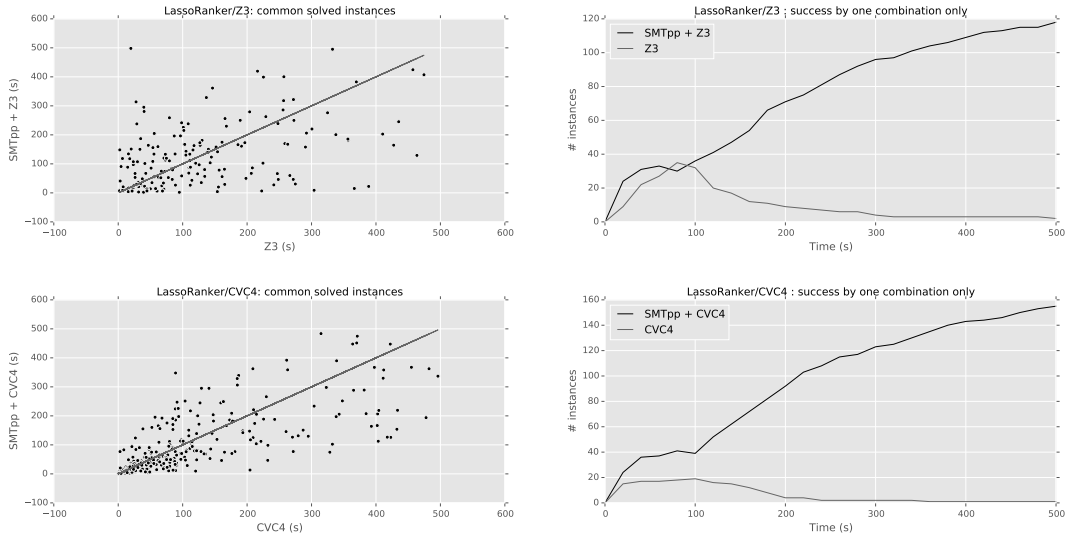 LassoRanker/Z3: common solved instances
600
500
400
300
200
100
0
−100
−100 0 100 200 300 400 500 600
SMTpp + Z3 (s)
Z3 (s)
LassoRanker/Z3 : success by one combination only
SMTpp + Z3
Z3
120
100
80
60
40
20
0
0 100 200 300 400 500
# instances
Time (s)
LassoRanker/CVC4: common solved instances
600
500
400
300
200
100
0
−100
−100 0 100 200 300 400 500 600
SMTpp + CVC4 (s)
CVC4 (s)
LassoRanker/CVC4 : success by one combination only
SMTpp + CVC4
CVC4
160
140
120
100
80
60
40
20
0
0 100 200 300 400 500
# instances
Time (s)